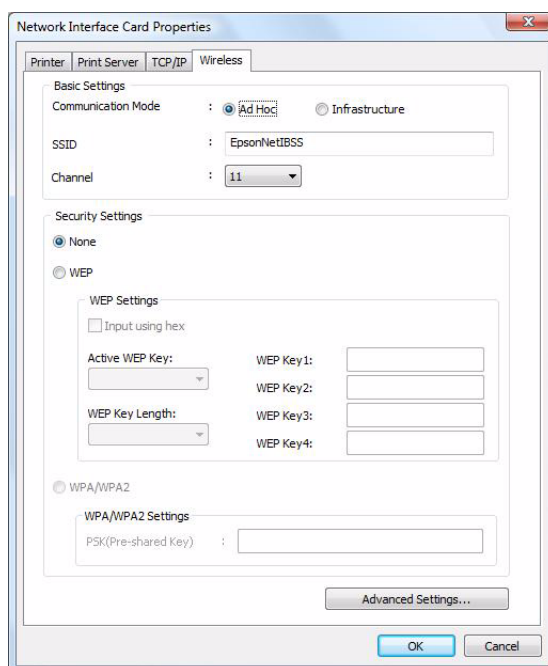 Network Interface Card Properties
Printer Print Server TCP/IP Wireless
Basic Settings
Communication Mode : Ad Hoc Infrastructure
SSID : EpsonNetIBSS
Channel : 11
Security Settings
None
WEP
WEP Settings
Input using hex
Active WEP Key: WEP Key1:
WEP Key2:
WEP Key Length: WEP Key3:
WEP Key4:
WPA/WPA2
WPA/WPA2 Settings
PSK(Pre-shared Key) :
Advanced Settings...
OK Cancel